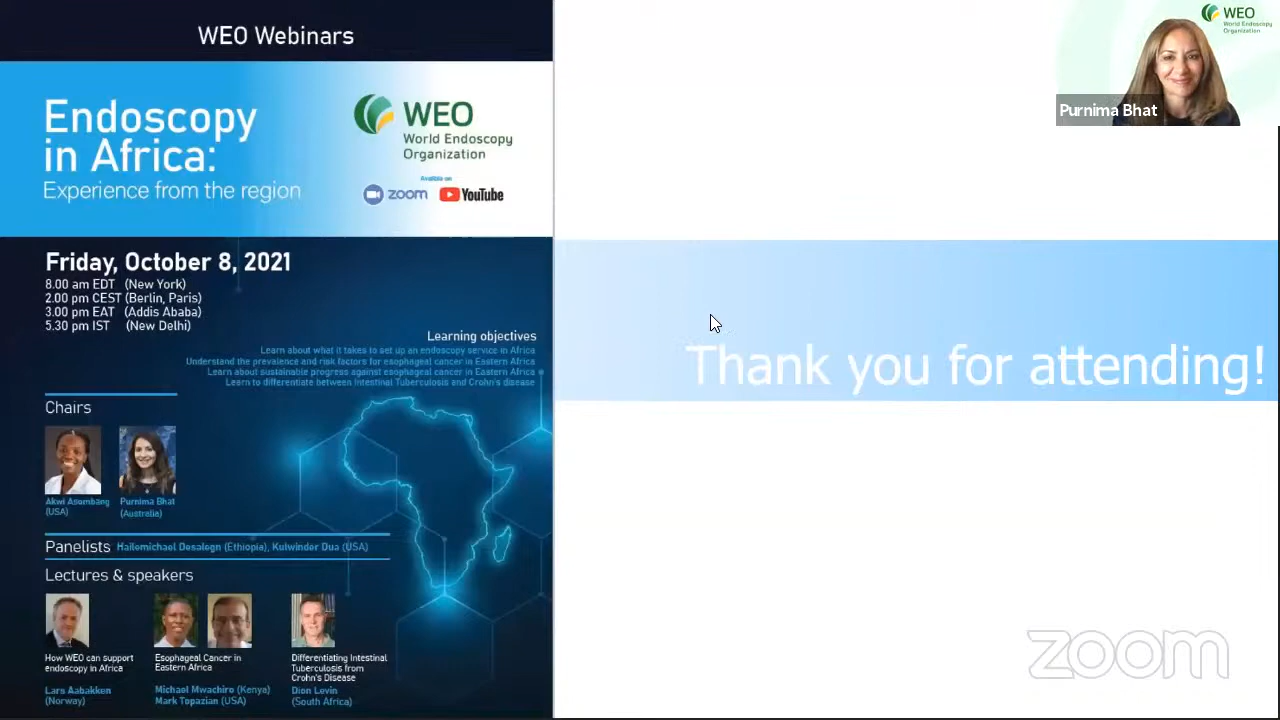 WEO Webinars
Endoscopy
in Africa:
Experience from the region
WEO
World Endoscopy
Organization
Available on
zoom
YouTube
Friday, October 8, 2021
8.00 am EDT (New York)
2.00 pm CEST (Berlin, Paris)
3.00 pm EAT (Addis Ababa)
5.30 pm IST (New Delhi)
Learning objectives
Learn about what it takes to set up an endoscopy service in Africa
Understand the prevalence and risk factors for esophageal cancer in Eastern Africa
Learn about sustainable progress against esophageal cancer in Eastern Africa
Learn to differentiate between Intestinal Tuberculosis and Crohn's disease
Chairs
Akwi Asombang
(USA)
Purnima Bhat
(Australia)
Panelists Hailemichael Desalegn (Ethiopia), Kulwinder Dua (USA)
Lectures & speakers
How WEO can support
endoscopy in Africa
Lars Aabakken
(Norway)
Esophageal Cancer in
Eastern Africa
Michael Mwachiro (Kenya)
Mark Topazian (USA)
Differentiating Intestinal
Tuberculosis from
Crohn's Disease
Dion Levin
(South Africa)
WEO
World Endoscopy
Organization
Purnima Bhat
Thank you for attending!
zoom